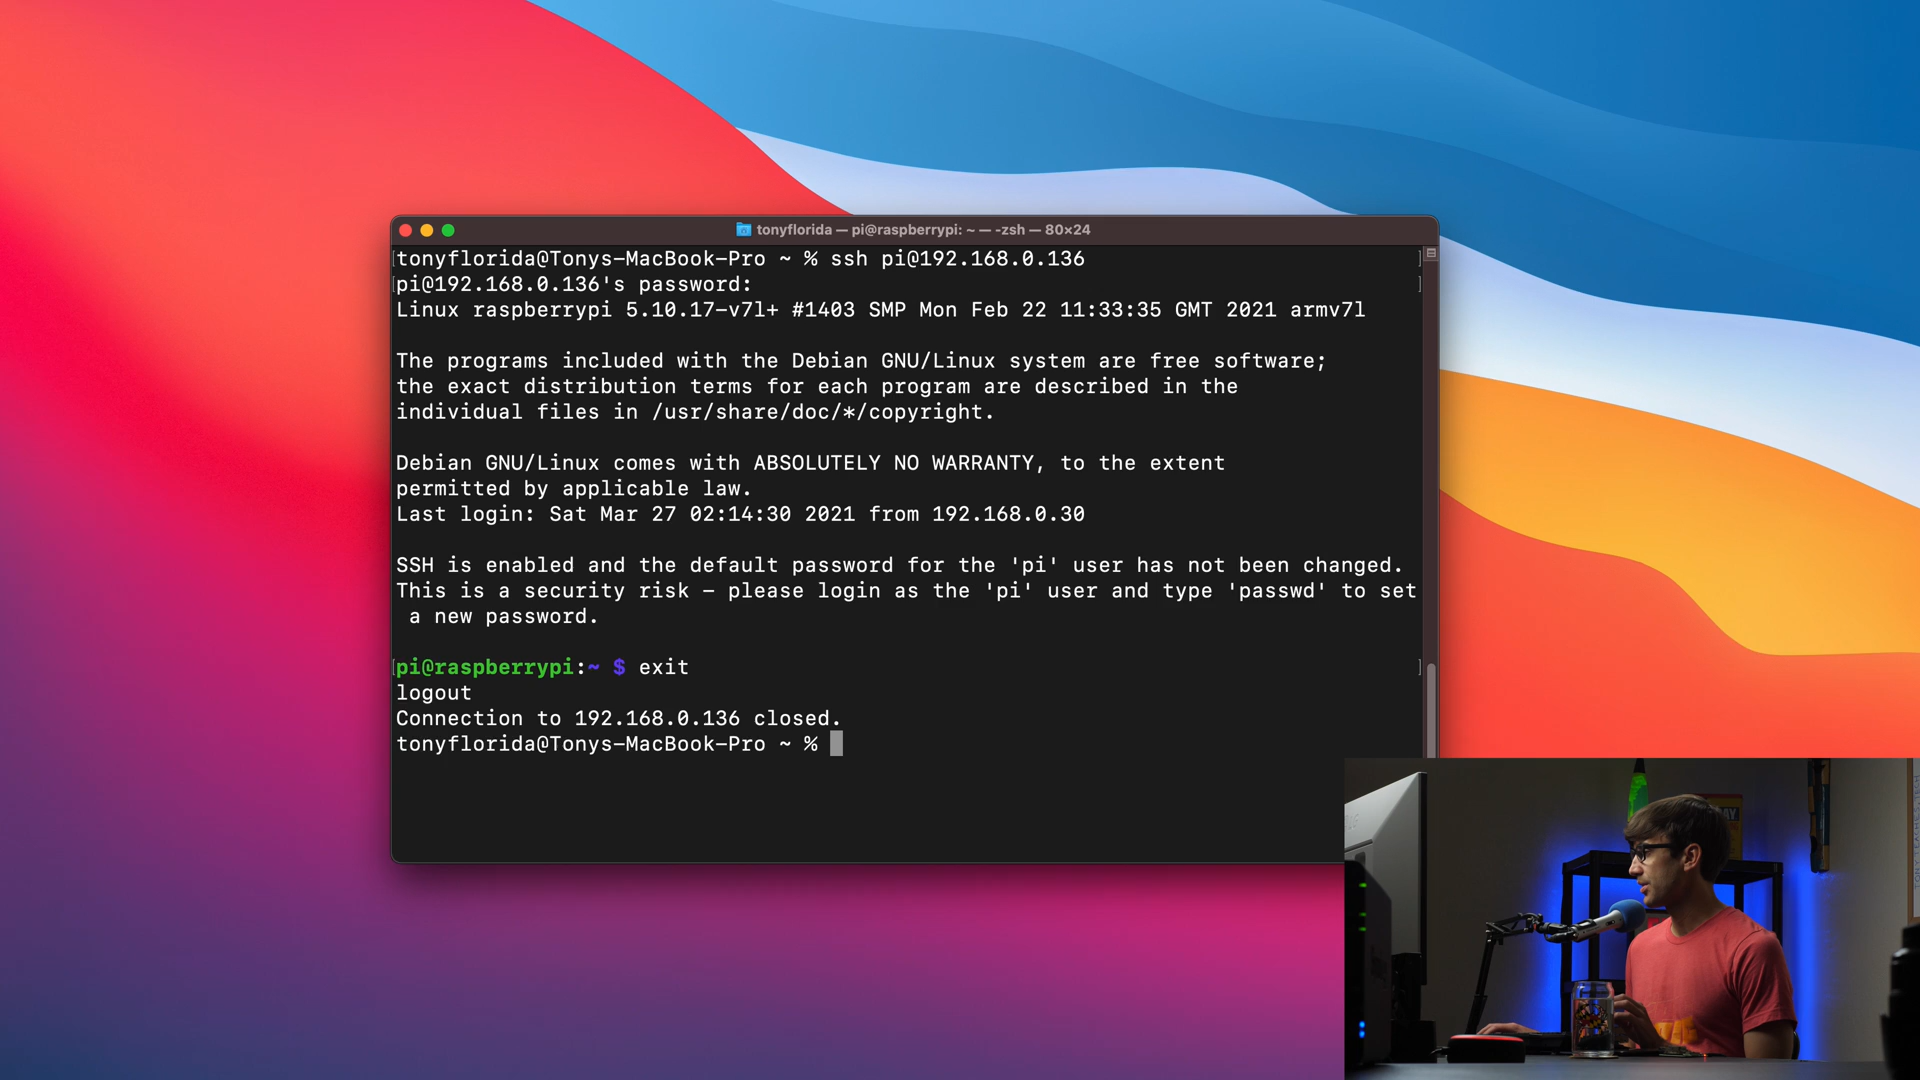 tonyflorida — pi@raspberrypi: ~ — -zsh — 80×24
tonyflorida@Tonys-MacBook-Pro ~ % ssh pi@192.168.0.136
pi@192.168.0.136's password:
Linux raspberrypi 5.10.17-v7l+ #1403 SMP Mon Feb 22 11:33:35 GMT 2021 armv7l
The programs included with the Debian GNU/Linux system are free software;
the exact distribution terms for each program are described in the
individual files in /usr/share/doc/*/copyright.
Debian GNU/Linux comes with ABSOLUTELY NO WARRANTY, to the extent
permitted by applicable law.
Last login: Sat Mar 27 02:14:30 2021 from 192.168.0.30
SSH is enabled and the default password for the 'pi' user has not been changed.
This is a security risk - please login as the 'pi' user and type 'passwd' to set
a new password.
pi@raspberrypi:~ $ exit
logout
Connection to 192.168.0.136 closed.
tonyflorida@Tonys-MacBook-Pro ~ %